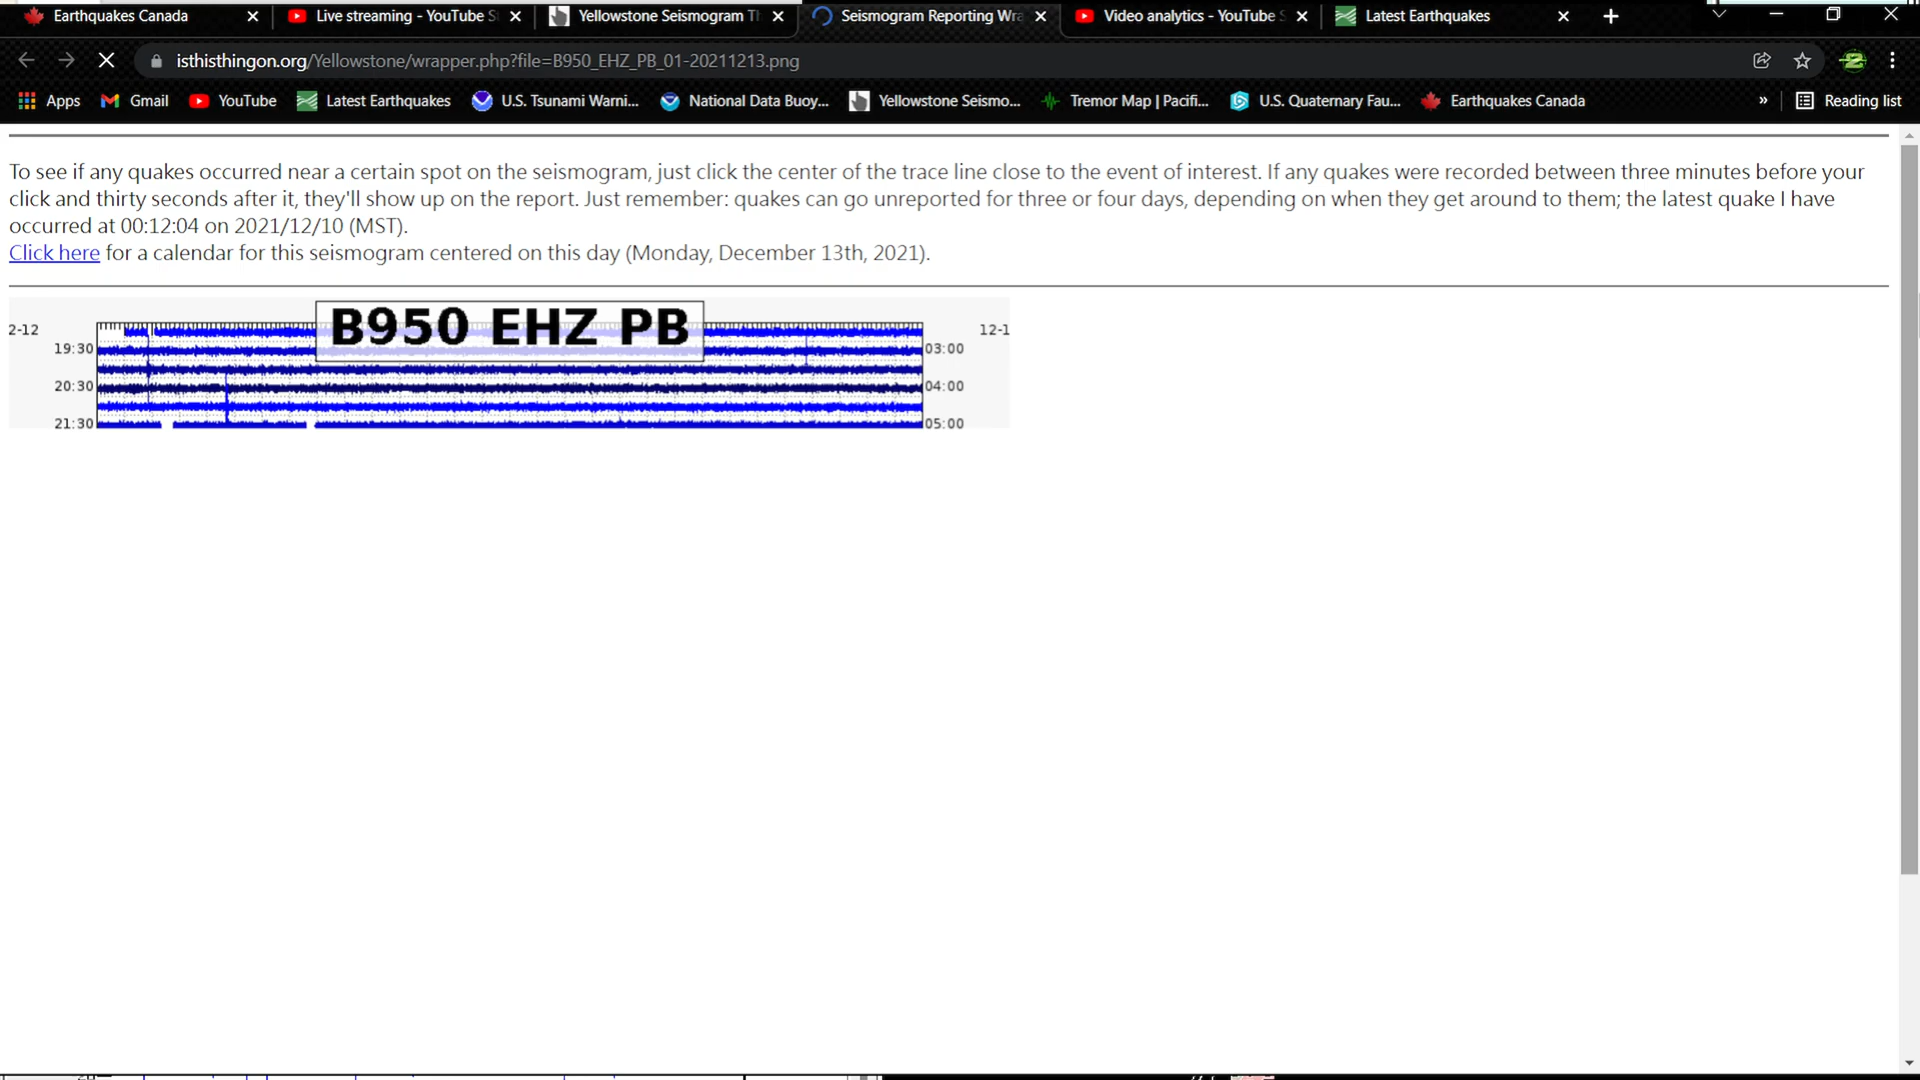 Earthquakes Canada
Live streaming - YouTube S
Yellowstone Seismogram Th
Seismogram Reporting Wra
Video analytics - YouTube S
Latest Earthquakes
isthisthingon.org/Yellowstone/wrapper.php?file=B950_EHZ_PB_01-20211213.png
Apps
Gmail
YouTube
Latest Earthquakes
U.S. Tsunami Warni...
National Data Buoy...
Yellowstone Seismo...
Tremor Map | Pacifi...
U.S. Quaternary Fau...
Earthquakes Canada
»
Reading list
To see if any quakes occurred near a certain spot on the seismogram, just click the center of the trace line close to the event of interest. If any quakes were recorded between three minutes before your
click and thirty seconds after it, they'll show up on the report. Just remember: quakes can go unreported for three or four days, depending on when they get around to them; the latest quake I have
occurred at 00:12:04 on 2021/12/10 (MST).
Click here for a calendar for this seismogram centered on this day (Monday, December 13th, 2021).
B950 EHZ PB
2-12
12-1
19:30
03:00
20:30
04:00
21:30
05:00